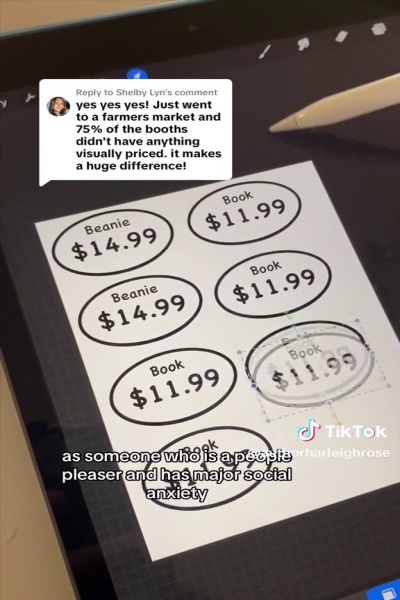 Reply to Shelby Lyn's comment
yes yes yes! Just went
to a farmers market and
75% of the booths
didn't have anything
visually priced. it makes
a huge difference!
Beanie
$14.99
Book
$11.99
Beanie
$14.99
Book
$11.99
Book
$11.99
Book
$11.99
Book
TikTok
as someone who is a people
pleaser and has major social
anxiety